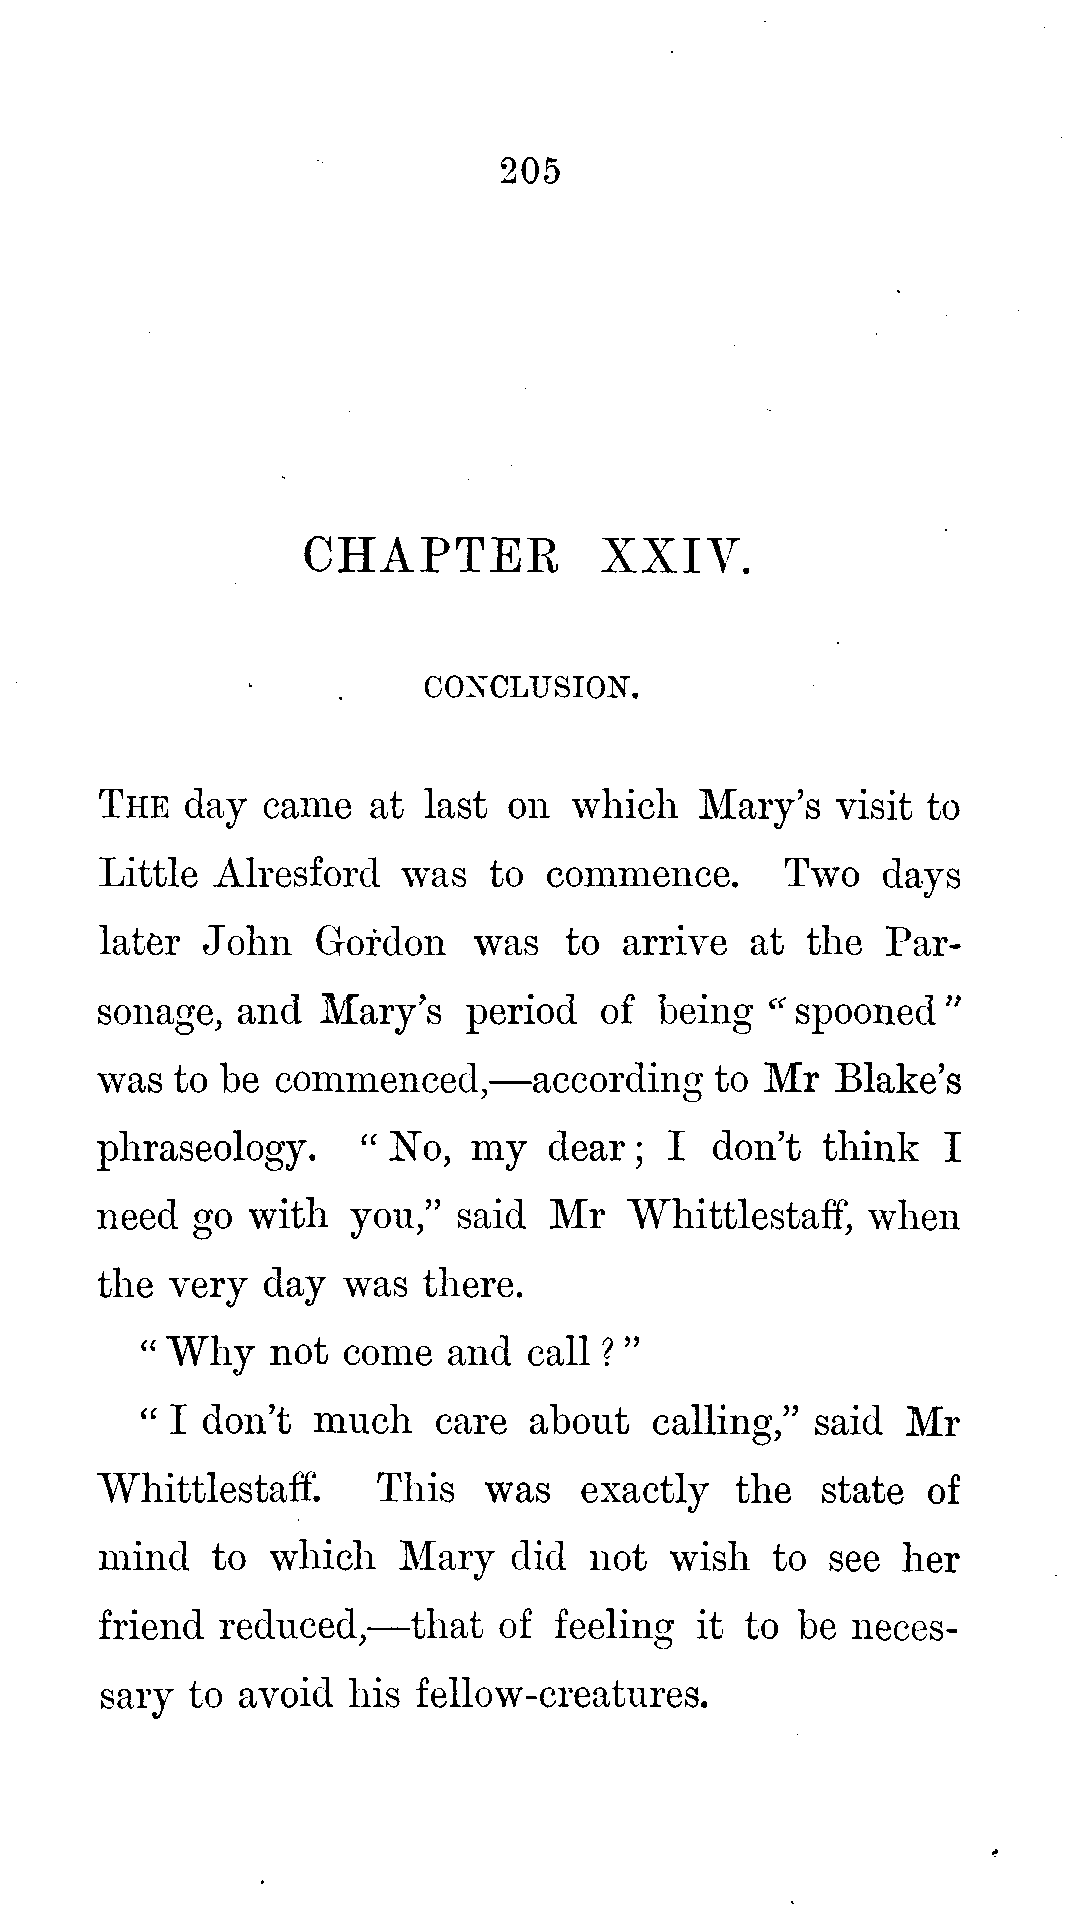 205
CHAPTER XXIV.
CONCLUSION.
THE day came at last on which Mary's visit to
Little Alresford was to commence. Two days
later John Gordon was to arrive at the Par-
sonage, and Mary's period of being “spooned”
was to be commenced,—according to Mr Blake's
phraseology. “No, my dear; I don't think I
need go with you,” said Mr Whittlestaff, when
the very day was there.
“Why not come and call?”
“I don't much care about calling,” said Mr
Whittlestaff. This was exactly the state of
mind to which Mary did not wish to see her
friend reduced,—that of feeling it to be neces-
sary to avoid his fellow-creatures.